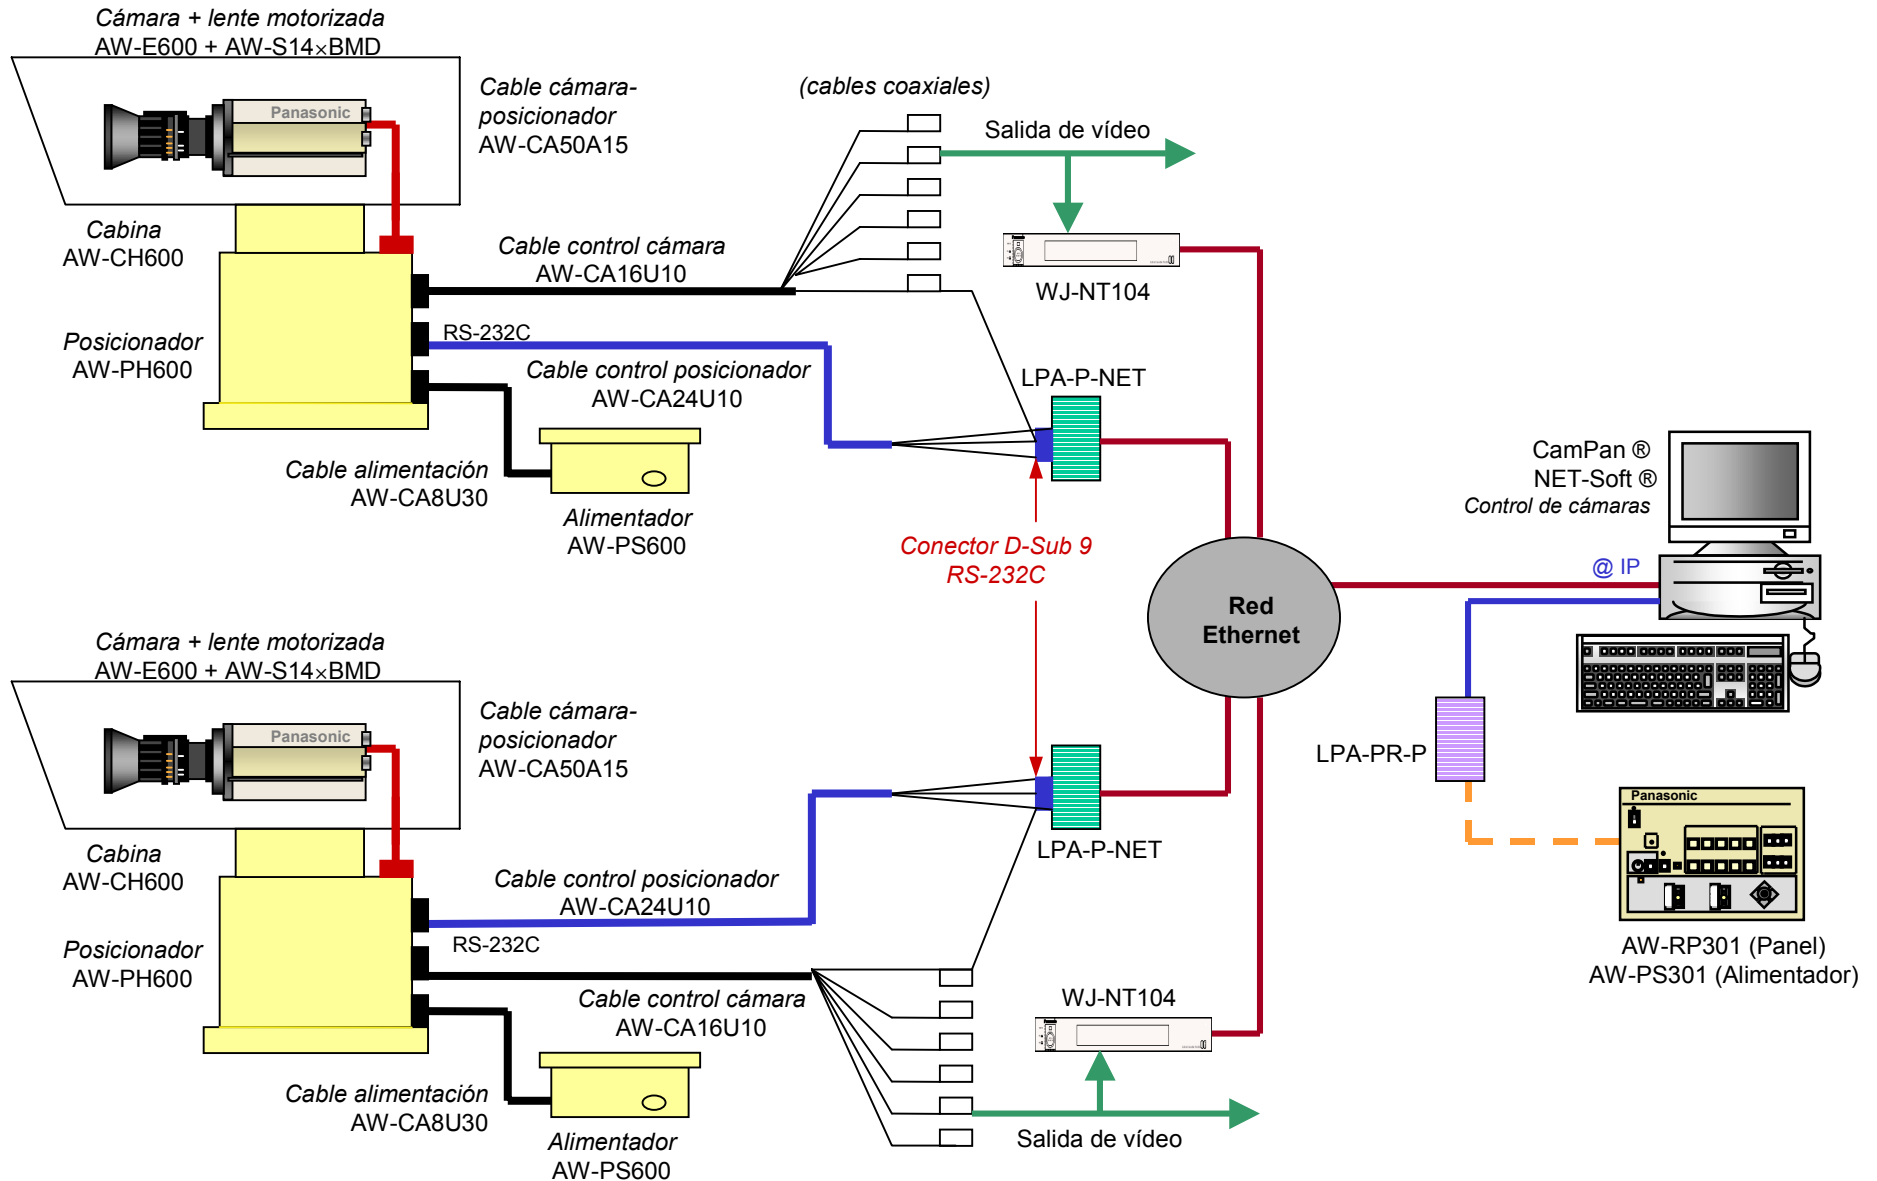 Cámara + lente motorizada
AW-E600 + AW-S14×BMD
Panasonic
Cable cámara-
posicionador
AW-CA50A15
(cables coaxiales)
Salida de vídeo
WJ-NT104
Cabina
AW-CH600
Cable control cámara
AW-CA16U10
RS-232C
Posicionador
AW-PH600
Cable control posicionador
AW-CA24U10
LPA-P-NET
Cable alimentación
AW-CA8U30
Alimentador
AW-PS600
Conector D-Sub 9
RS-232C
CamPan ®
NET-Soft ®
Control de cámaras
@ IP
Red
Ethernet
LPA-PR-P
Panasonic
AW-RP301 (Panel)
AW-PS301 (Alimentador)
Cámara + lente motorizada
AW-E600 + AW-S14×BMD
Panasonic
Cable cámara-
posicionador
AW-CA50A15
LPA-P-NET
Cabina
AW-CH600
Cable control posicionador
AW-CA24U10
RS-232C
Posicionador
AW-PH600
Cable control cámara
AW-CA16U10
WJ-NT104
Cable alimentación
AW-CA8U30
Alimentador
AW-PS600
Salida de vídeo